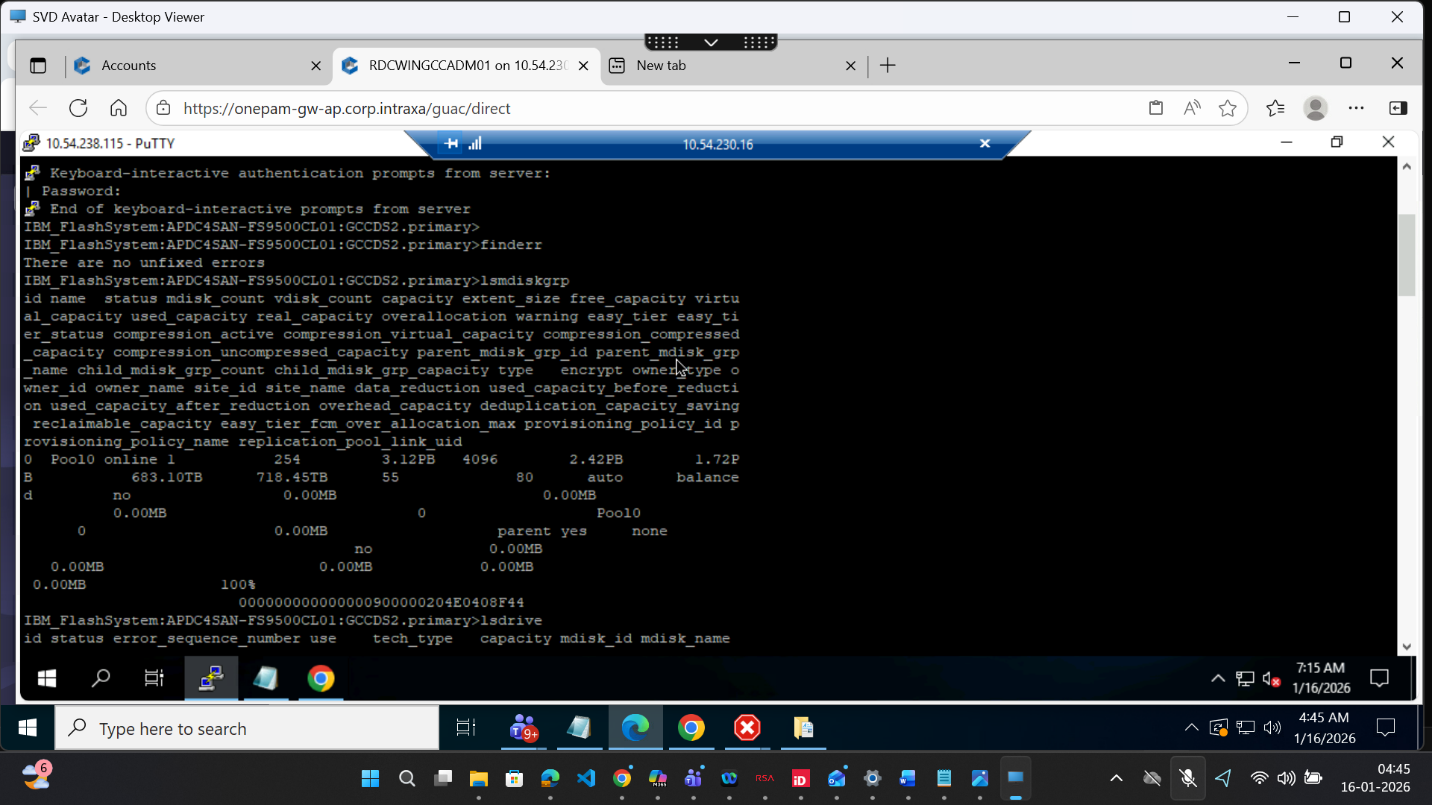 SVD Avatar - Desktop Viewer
Accounts
RDCWINGCCADM01 on 10.54.230
New tab
https://onepam-gw-ap.corp.intraxa/guac/direct
10.54.238.115 - PuTTY
10.54.230.16
Keyboard-interactive authentication prompts from server:
| Password:
End of keyboard-interactive prompts from server
IBM_FlashSystem:APDC4SAN-FS9500CL01:GCCDS2.primary>
IBM_FlashSystem:APDC4SAN-FS9500CL01:GCCDS2.primary>finderr
There are no unfixed errors
IBM_FlashSystem:APDC4SAN-FS9500CL01:GCCDS2.primary>lsmdiskgrp
id name  status mdisk_count vdisk_count capacity extent_size free_capacity virtu
al_capacity used_capacity real_capacity overallocation warning easy_tier easy_ti
er_status compression_active compression_virtual_capacity compression_compressed
_capacity compression_uncompressed_capacity parent_mdisk_grp_id parent_mdisk_grp
_name child_mdisk_grp_count child_mdisk_grp_capacity type   encrypt owner_type o
wner_id owner_name site_id site_name data_reduction used_capacity_before_reducti
on used_capacity_after_reduction overhead_capacity deduplication_capacity_saving
 reclaimable_capacity easy_tier_fcm_over_allocation_max provisioning_policy_id p
rovisioning_policy_name replication_pool_link_uid
0  Pool0 online 1           254         3.12PB   4096        2.42PB        1.72P
B           683.10TB      718.45TB      55             80      auto      balance
d         no                 0.00MB                       0.00MB
          0.00MB                            0                   Pool0
      0                     0.00MB                   parent yes     none
                                     no             0.00MB
   0.00MB                        0.00MB            0.00MB
 0.00MB               100%
                        000000000000000900000204E0408F44
IBM_FlashSystem:APDC4SAN-FS9500CL01:GCCDS2.primary>lsdrive
id status error_sequence_number use    tech_type   capacity mdisk_id mdisk_name
7:15 AM
1/16/2026
Type here to search
9+
4:45 AM
1/16/2026
6
M365
RSA
iD
04:45
16-01-2026